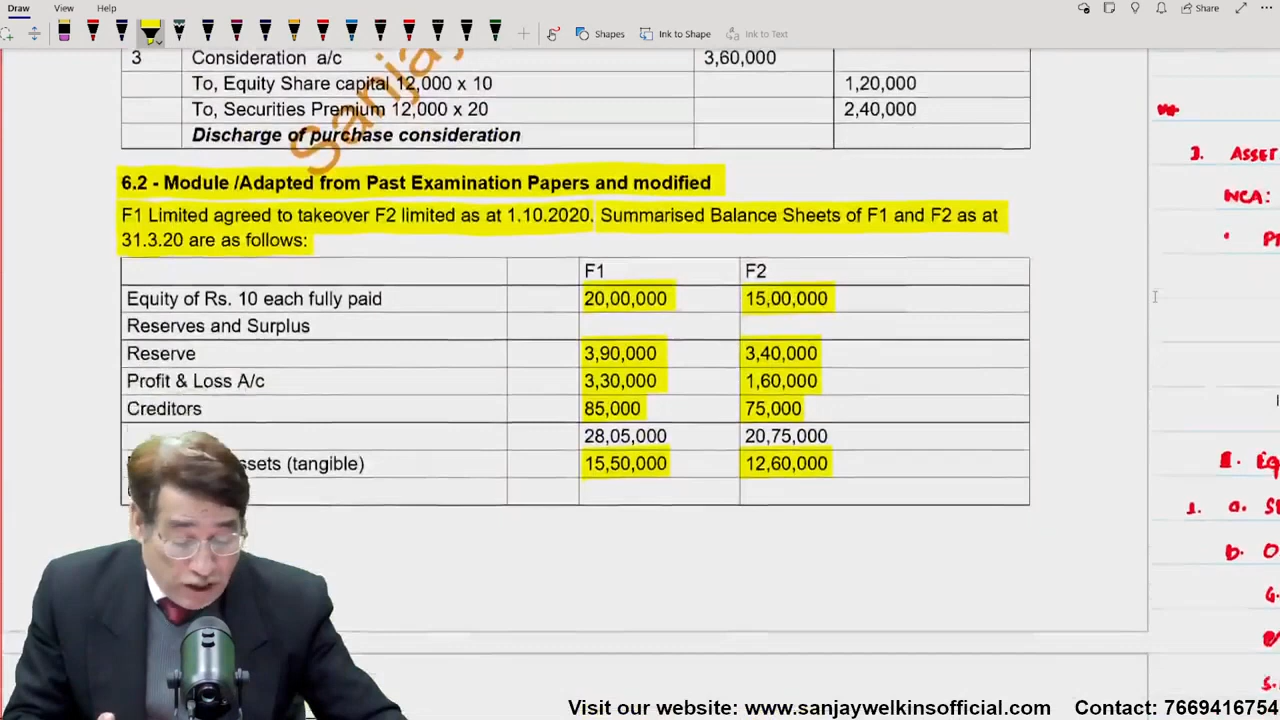 Draw View Help
Share
Shapes Ink to Shape Ink to Text
3 Consideration a/c 3,60,000
To, Equity Share capital 12,000 x 10 1,20,000
To, Securities Premium 12,000 x 20 2,40,000
Discharge of purchase consideration
6.2 - Module /Adapted from Past Examination Papers and modified
F1 Limited agreed to takeover F2 limited as at 1.10.2020. Summarised Balance Sheets of F1 and F2 as at
31.3.20 are as follows:
F1 F2
Equity of Rs. 10 each fully paid 20,00,000 15,00,000
Reserves and Surplus
Reserve 3,90,000 3,40,000
Profit & Loss A/c 3,30,000 1,60,000
Creditors 85,000 75,000
28,05,000 20,75,000
ssets (tangible) 15,50,000 12,60,000
Sanjay
ASSET
NCA:
1. a.
b.
Visit our website: www.sanjaywelkinsofficial.com Contact: 7669416754